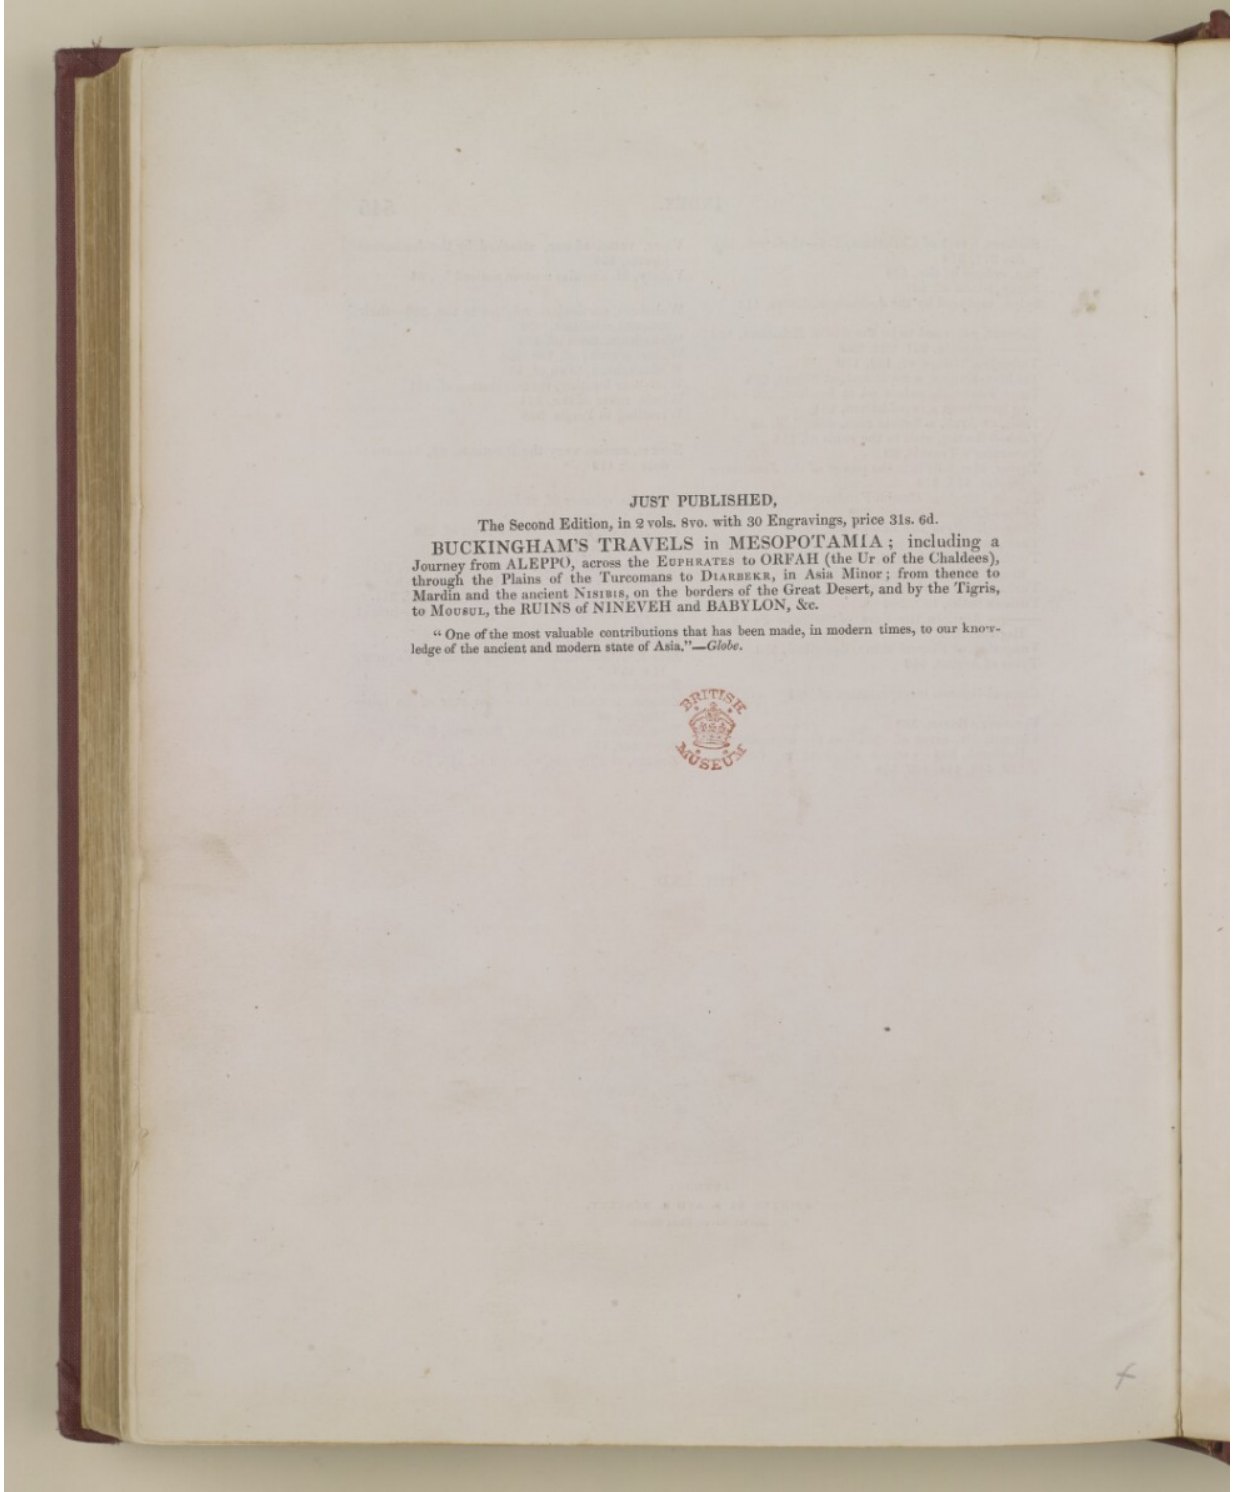 JUST PUBLISHED,
The Second Edition, in 2 vols. 8vo. with 30 Engravings, price 31s. 6d.
BUCKINGHAM'S TRAVELS in MESOPOTAMIA; including a
Journey from ALEPPO, across the EUPHRATES to ORFAH (the Ur of the Chaldees),
through the Plains of the Turcomans to DIARBEKR, in Asia Minor; from thence to
Mardin and the ancient NISIBIS, on the borders of the Great Desert, and by the Tigris,
to MOUSUL, the RUINS of NINEVEH and BABYLON, &c.
"One of the most valuable contributions that has been made, in modern times, to our know-
ledge of the ancient and modern state of Asia."—Globe.
BRITISH
MUSEUM